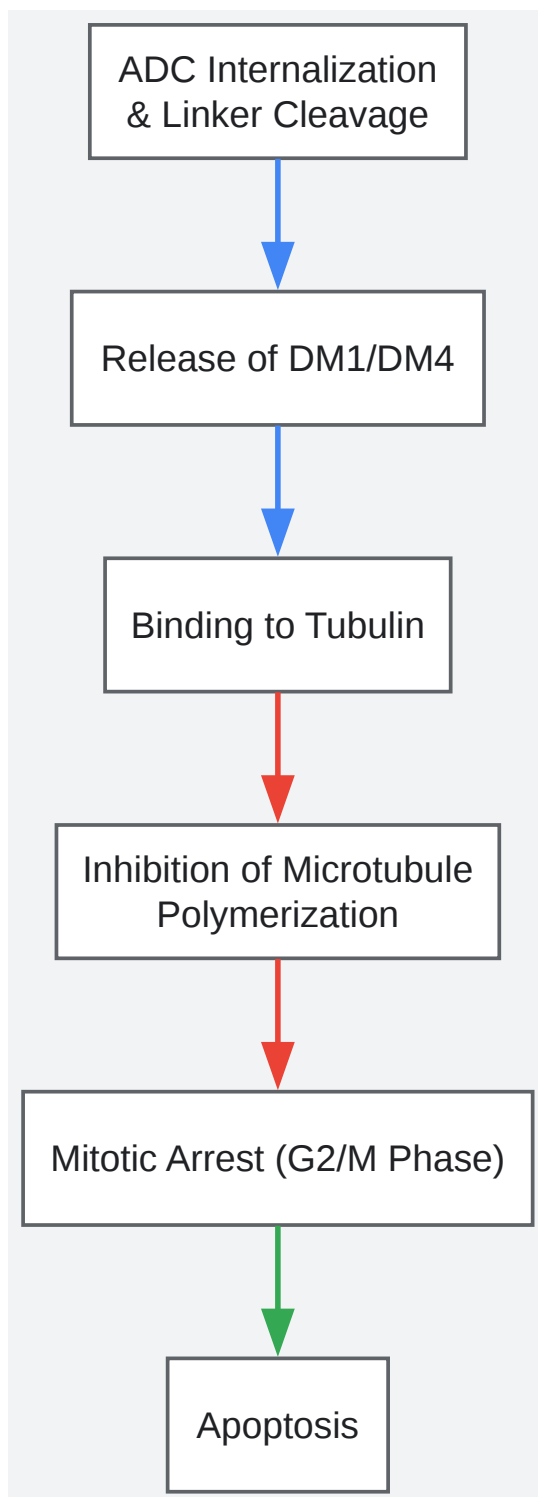 ADC Internalization
& Linker Cleavage
Release of DM1/DM4
Binding to Tubulin
Inhibition of Microtubule
Polymerization
Mitotic Arrest (G2/M Phase)
Apoptosis